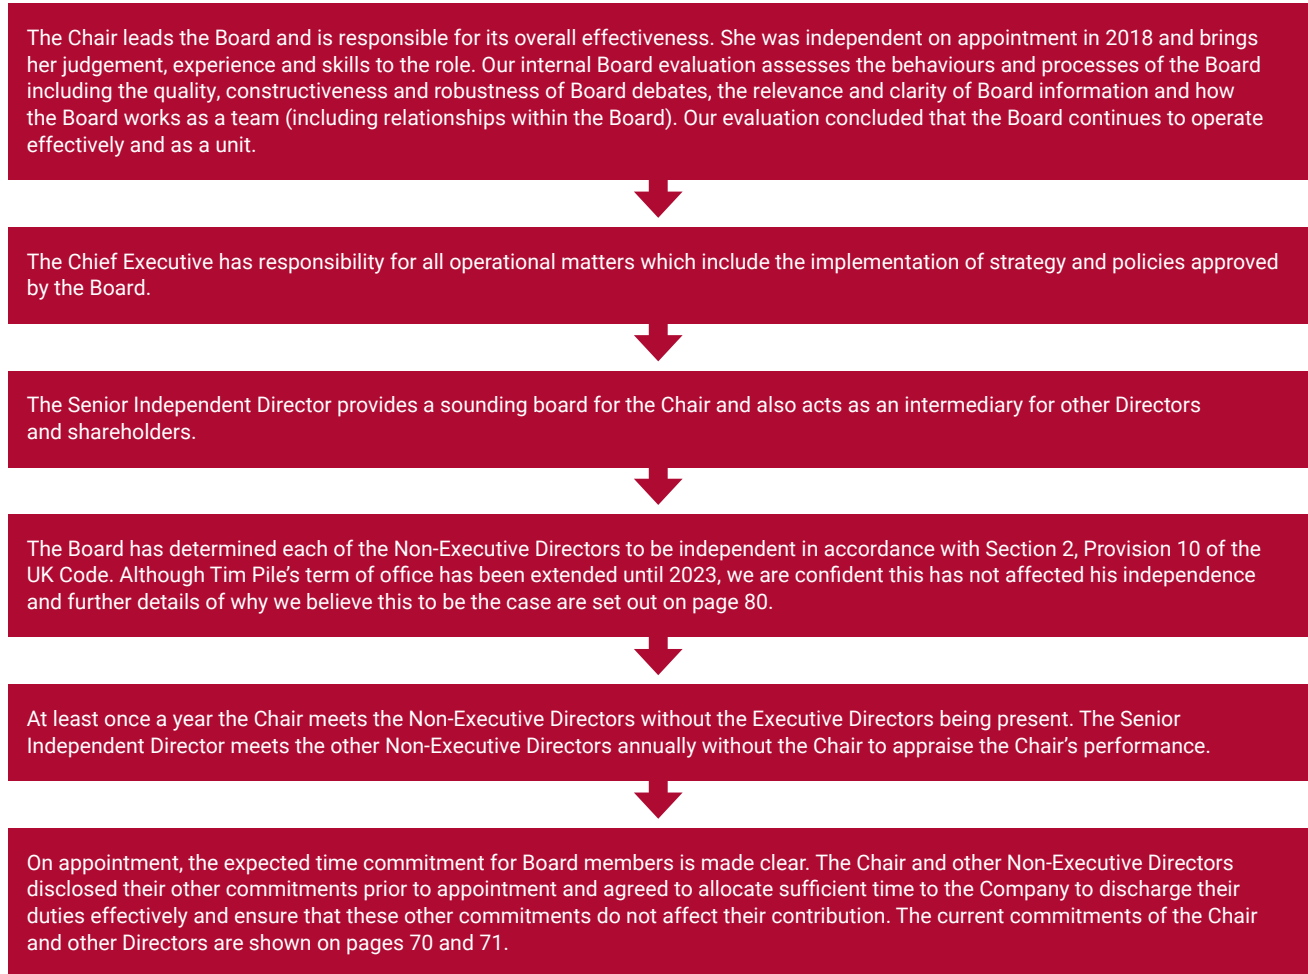 The Chair leads the Board and is responsible for its overall effectiveness. She was independent on appointment in 2018 and brings
her judgement, experience and skills to the role. Our internal Board evaluation assesses the behaviours and processes of the Board
including the quality, constructiveness and robustness of Board debates, the relevance and clarity of Board information and how
the Board works as a team (including relationships within the Board). Our evaluation concluded that the Board continues to operate
effectively and as a unit.
The Chief Executive has responsibility for all operational matters which include the implementation of strategy and policies approved
by the Board.
The Senior Independent Director provides a sounding board for the Chair and also acts as an intermediary for other Directors
and shareholders.
The Board has determined each of the Non-Executive Directors to be independent in accordance with Section 2, Provision 10 of the
UK Code. Although Tim Pile's term of office has been extended until 2023, we are confident this has not affected his independence
and further details of why we believe this to be the case are set out on page 80.
At least once a year the Chair meets the Non-Executive Directors without the Executive Directors being present. The Senior
Independent Director meets the other Non-Executive Directors annually without the Chair to appraise the Chair's performance.
On appointment, the expected time commitment for Board members is made clear. The Chair and other Non-Executive Directors
disclosed their other commitments prior to appointment and agreed to allocate sufficient time to the Company to discharge their
duties effectively and ensure that these other commitments do not affect their contribution. The current commitments of the Chair
and other Directors are shown on pages 70 and 71.